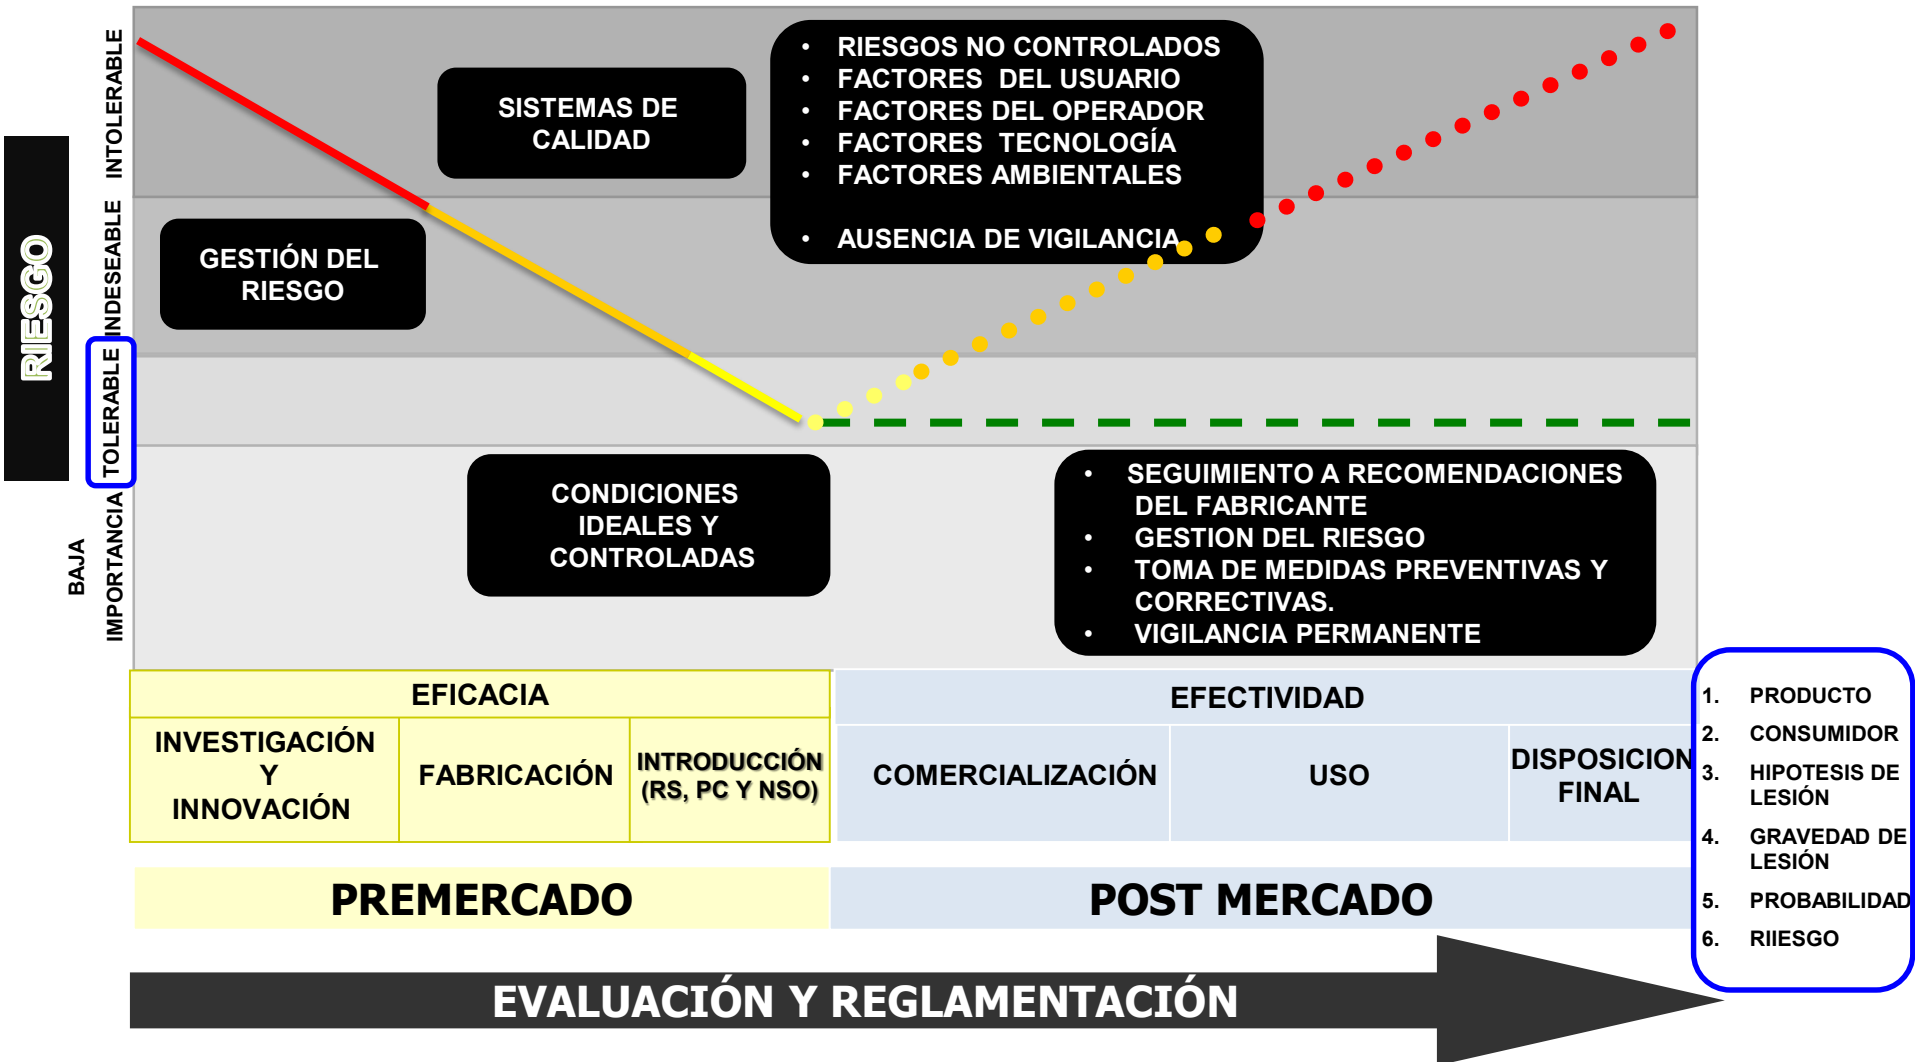 RIESGO
INTOLERABLE
INDESEABLE
TOLERABLE
BAJA
IMPORTANCIA
SISTEMAS DE
CALIDAD
GESTIÓN DEL
RIESGO
• RIESGOS NO CONTROLADOS
• FACTORES DEL USUARIO
• FACTORES DEL OPERADOR
• FACTORES TECNOLOGÍA
• FACTORES AMBIENTALES
• AUSENCIA DE VIGILANCIA
CONDICIONES
IDEALES Y
CONTROLADAS
• SEGUIMIENTO A RECOMENDACIONES
DEL FABRICANTE
• GESTION DEL RIESGO
• TOMA DE MEDIDAS PREVENTIVAS Y
CORRECTIVAS.
• VIGILANCIA PERMANENTE
EFICACIA
EFECTIVIDAD
INVESTIGACIÓN
Y
INNOVACIÓN
FABRICACIÓN
INTRODUCCIÓN
(RS, PC Y NSO)
COMERCIALIZACIÓN
USO
DISPOSICION
FINAL
PREMERCADO
POST MERCADO
EVALUACIÓN Y REGLAMENTACIÓN
1. PRODUCTO
2. CONSUMIDOR
3. HIPOTESIS DE
LESIÓN
4. GRAVEDAD DE
LESIÓN
5. PROBABILIDAD
6. RIIESGO